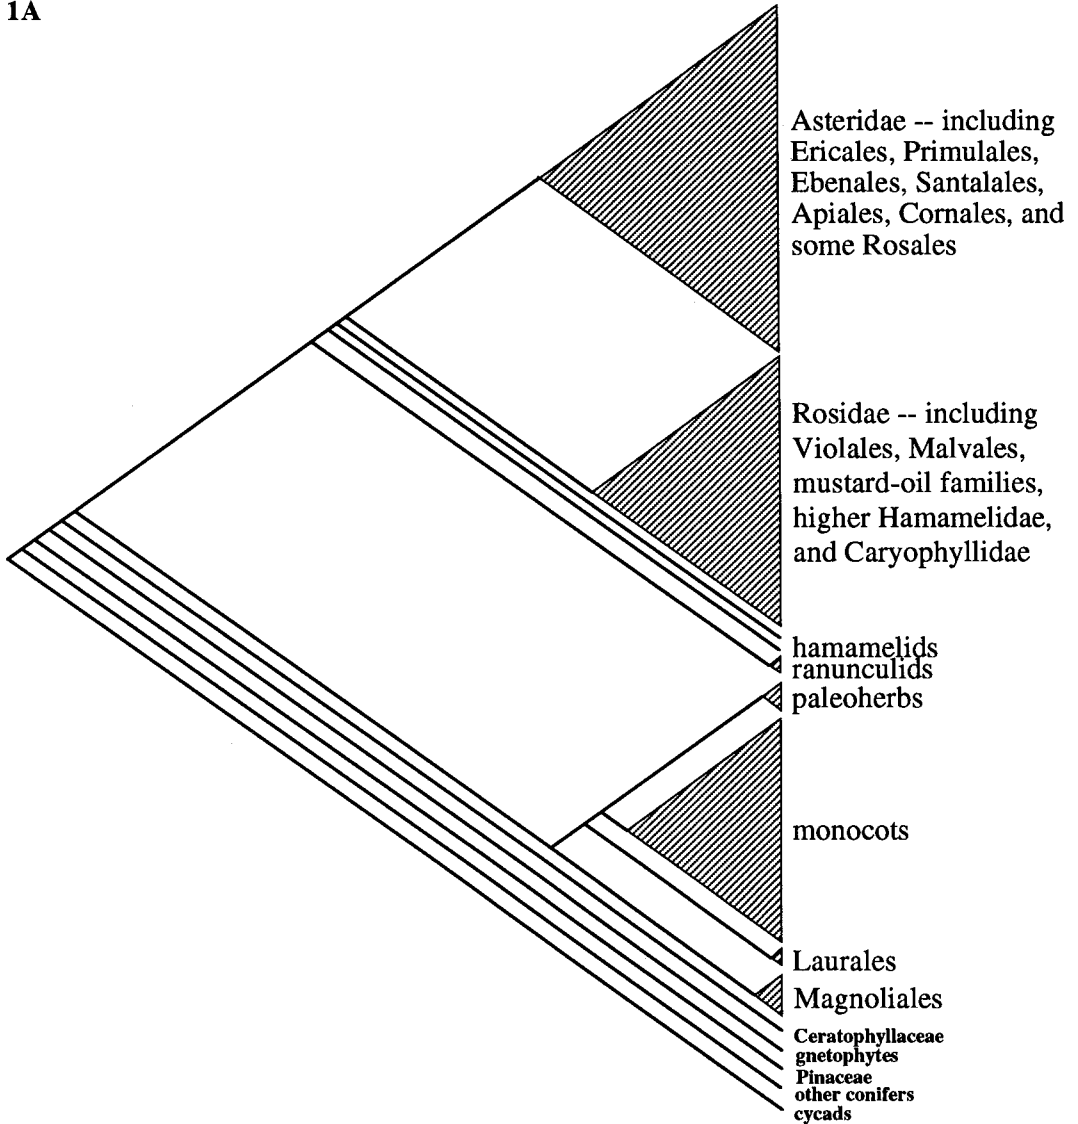 1A
Asteridae -- including
Ericales, Primulales,
Ebenales, Santalales,
Apiales, Cornales, and
some Rosales
Rosidae -- including
Violales, Malvales,
mustard-oil families,
higher Hamamelidae,
and Caryophyllidae
hamamelids
ranunculids
paleoherbs
monocots
Laurales
Magnoliales
Ceratophyllaceae
gnetophytes
Pinaceae
other conifers
cycads